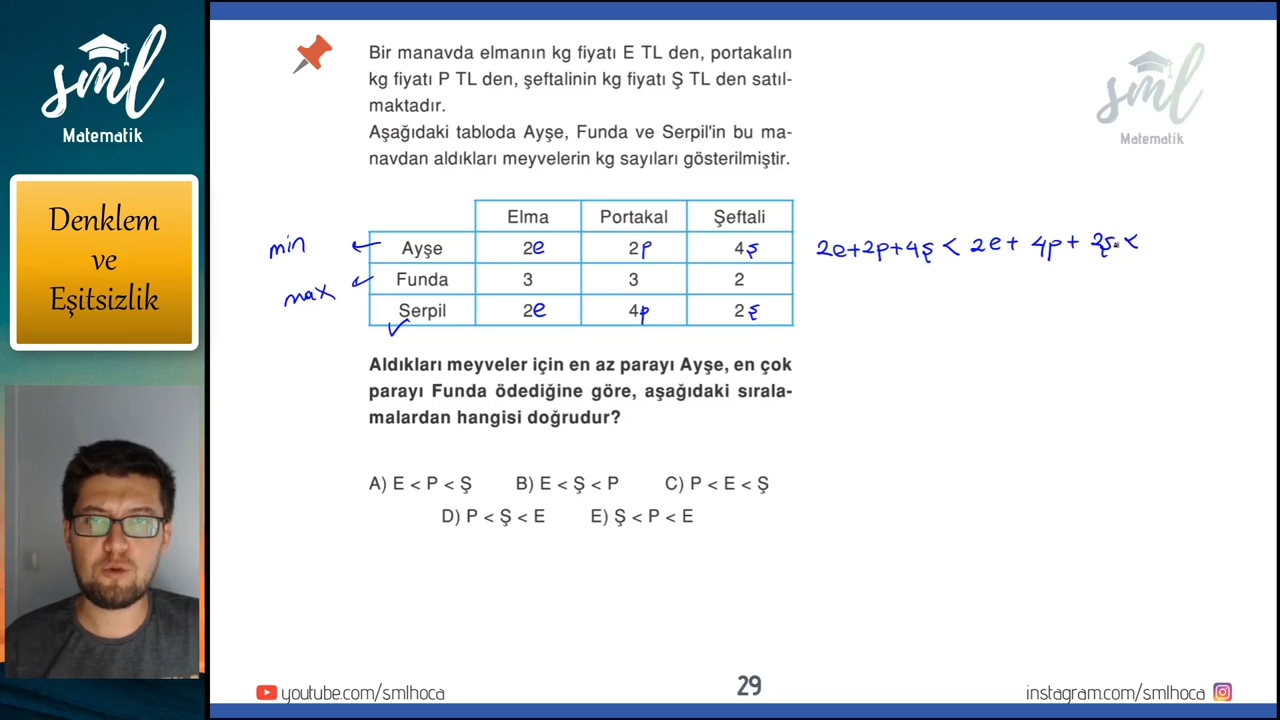 sml
Matematik
Denklem
ve
Eşitsizlik
Bir manavda elmanın kg fiyatı E TL den, portakalın
kg fiyatı P TL den, şeftalinin kg fiyatı Ş TL den satıl-
maktadır.
Aşağıdaki tabloda Ayşe, Funda ve Serpil'in bu ma-
navdan aldıkları meyvelerin kg sayıları gösterilmiştir.
sml
Matematik
Elma Portakal Şeftali
min Ayşe 2e 2p 4ş 2e+2p+4ş < 2e+ 4p+ 2ş <
max Funda 3 3 2
Serpil 2e 4p 2ş
Aldıkları meyveler için en az parayı Ayşe, en çok
parayı Funda ödediğine göre, aşağıdaki sırala-
malardan hangisi doğrudur?
A) E < P < Ş B) E < Ş < P C) P < E < Ş
D) P < Ş < E E) Ş < P < E
youtube.com/smlhoca 29 instagram.com/smlhoca